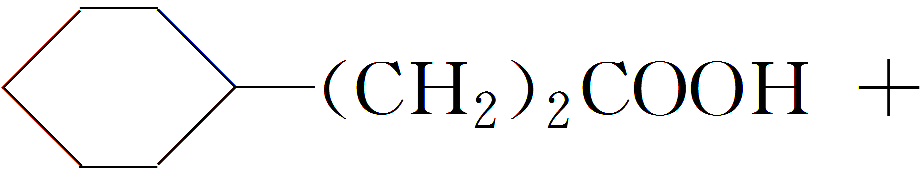 (CH₂)₂COOH +